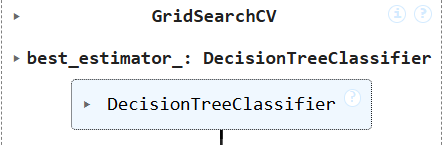 GridSearchCV i ?
best_estimator_: DecisionTreeClassifier
DecisionTreeClassifier ?